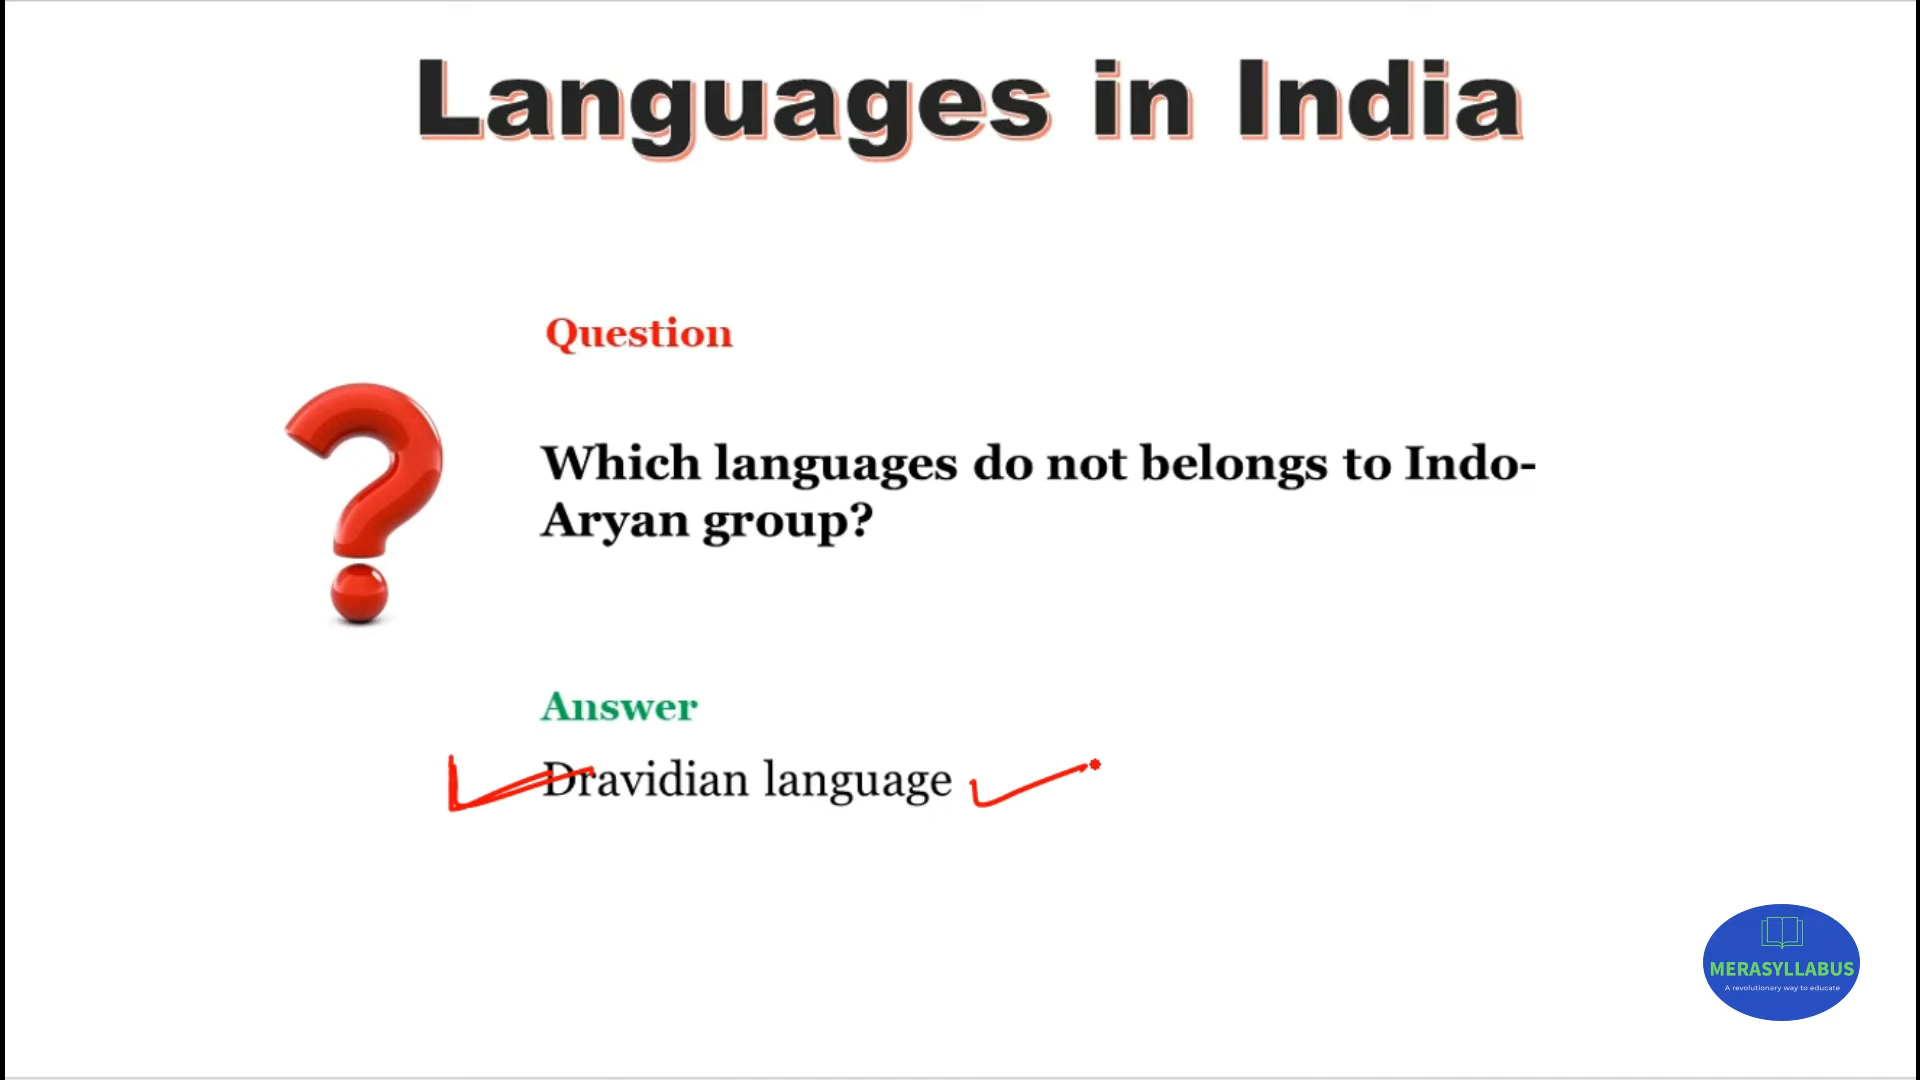 Languages in India
Question
Which languages do not belongs to Indo-
Aryan group?
Answer
Dravidian language
MERASYLLABUS
A revolutionary way to educate